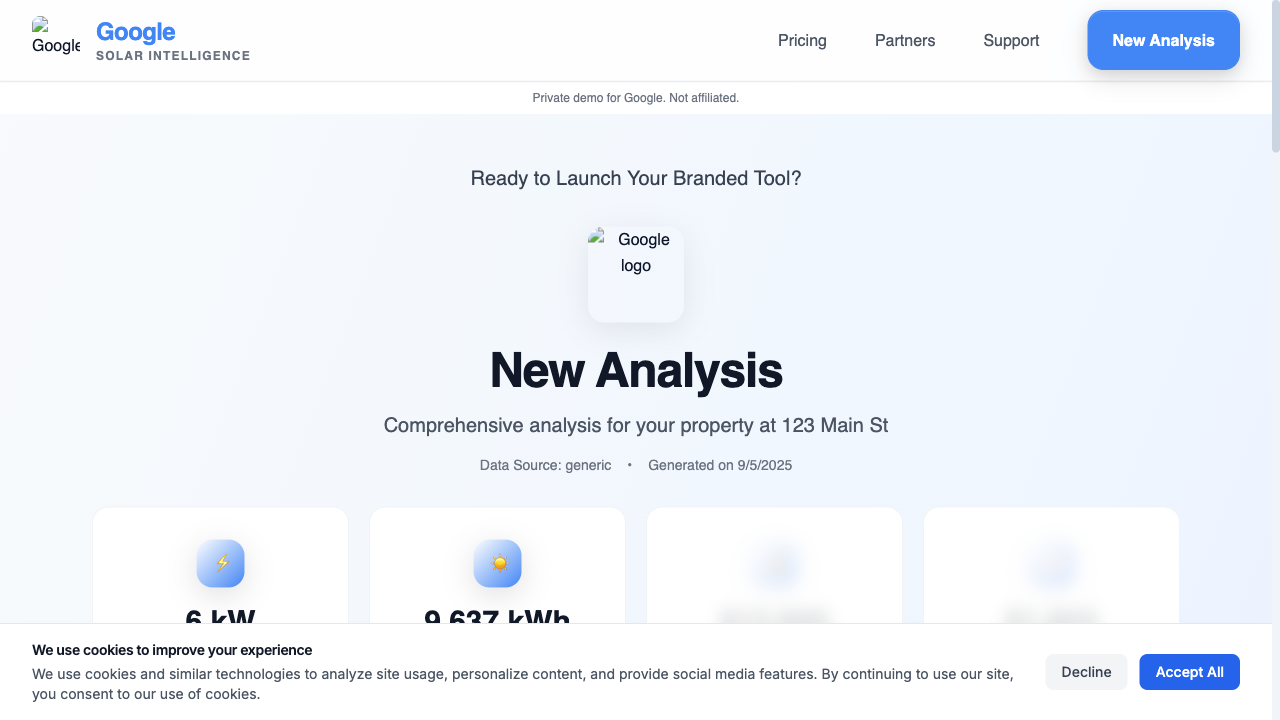 Google
Google
SOLAR INTELLIGENCE
Pricing
Partners
Support
New Analysis
Private demo for Google. Not affiliated.
Ready to Launch Your Branded Tool?
Google
logo
New Analysis
Comprehensive analysis for your property at 123 Main St
Data Source: generic • Generated on 9/5/2025
6 kW
9,637 kWh
We use cookies to improve your experience
We use cookies and similar technologies to analyze site usage, personalize content, and provide social media features. By continuing to use our site,
you consent to our use of cookies.
Decline
Accept All